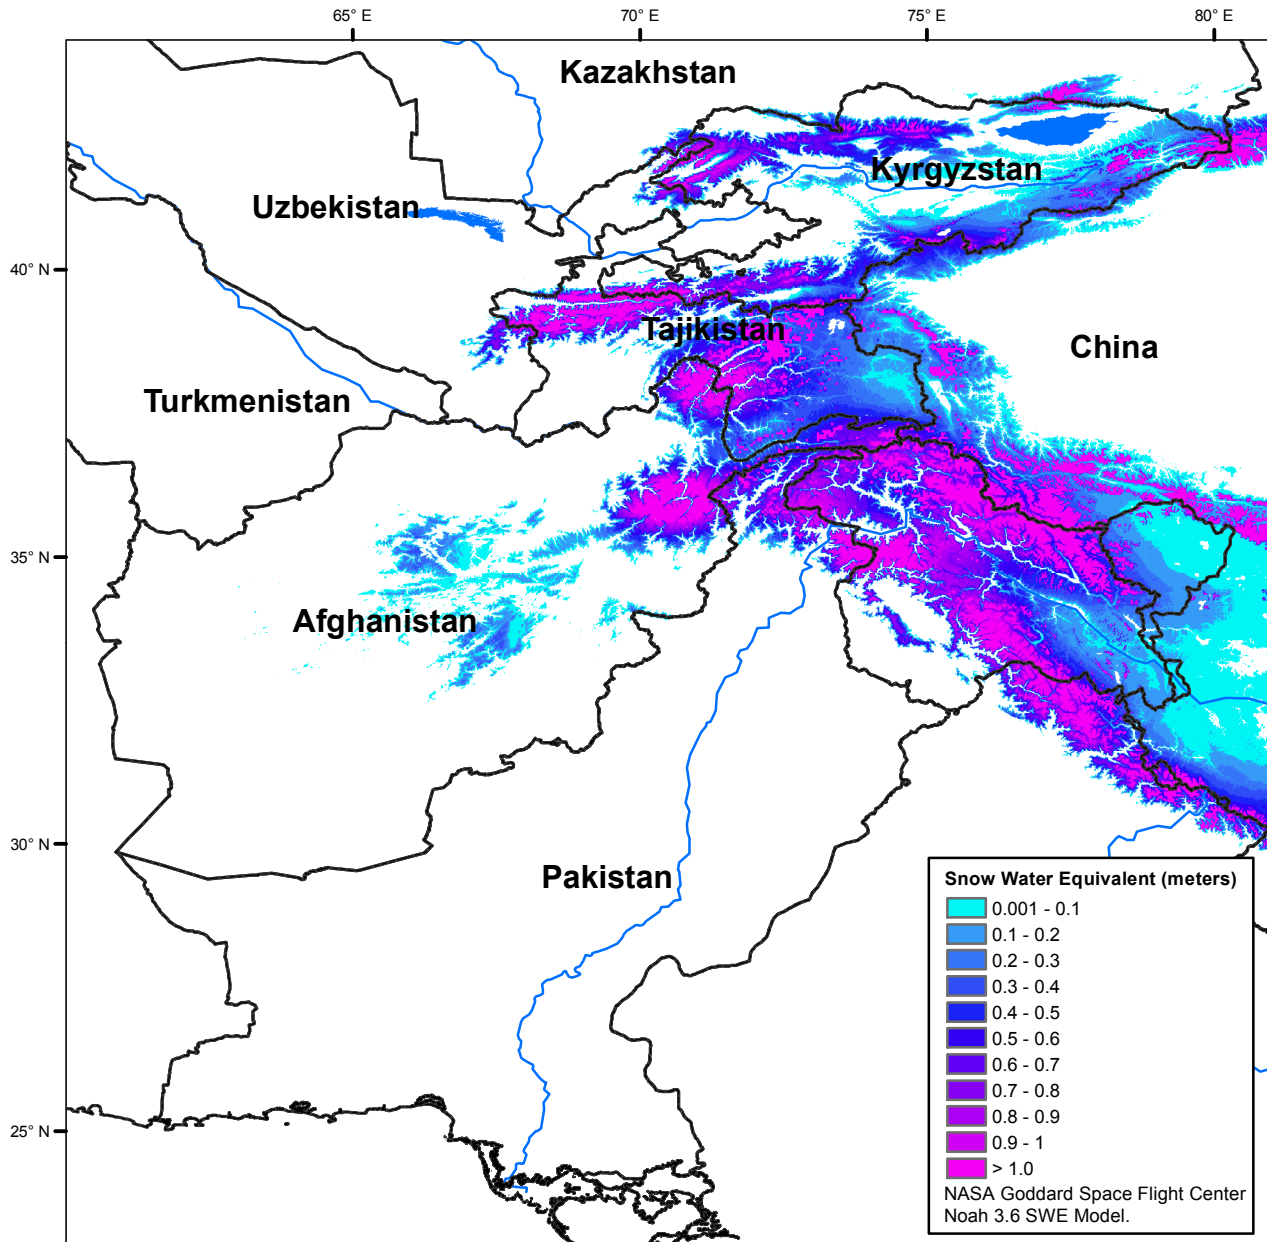 65° E
70° E
75° E
80° E
Kazakhstan
Kyrgyzstan
Uzbekistan
40° N
Tajikistan
China
Turkmenistan
35° N
Afghanistan
30° N
Pakistan
25° N
Snow Water Equivalent (meters)
0.001 - 0.1
0.1 - 0.2
0.2 - 0.3
0.3 - 0.4
0.4 - 0.5
0.5 - 0.6
0.6 - 0.7
0.7 - 0.8
0.8 - 0.9
0.9 - 1
> 1.0
NASA Goddard Space Flight Center
Noah 3.6 SWE Model.